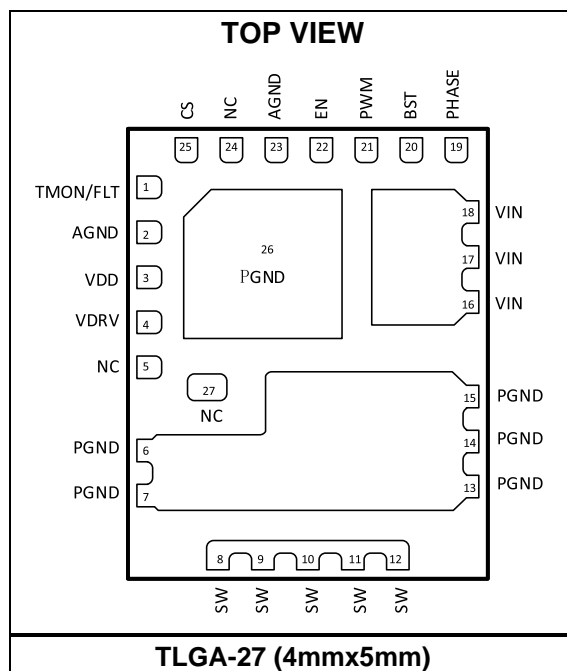 TOP VIEW
CS
NC
AGND
EN
PWM
BST
PHASE
25
24
23
22
21
20
19
TMON/FLT
1
AGND
2
VDD
3
VDRV
4
NC
5
PGND
6
PGND
7
26
PGND
27
NC
18
VIN
17
VIN
16
VIN
15
PGND
14
PGND
13
PGND
8
9
10
11
12
SW
SW
SW
SW
SW
TLGA-27 (4mmx5mm)